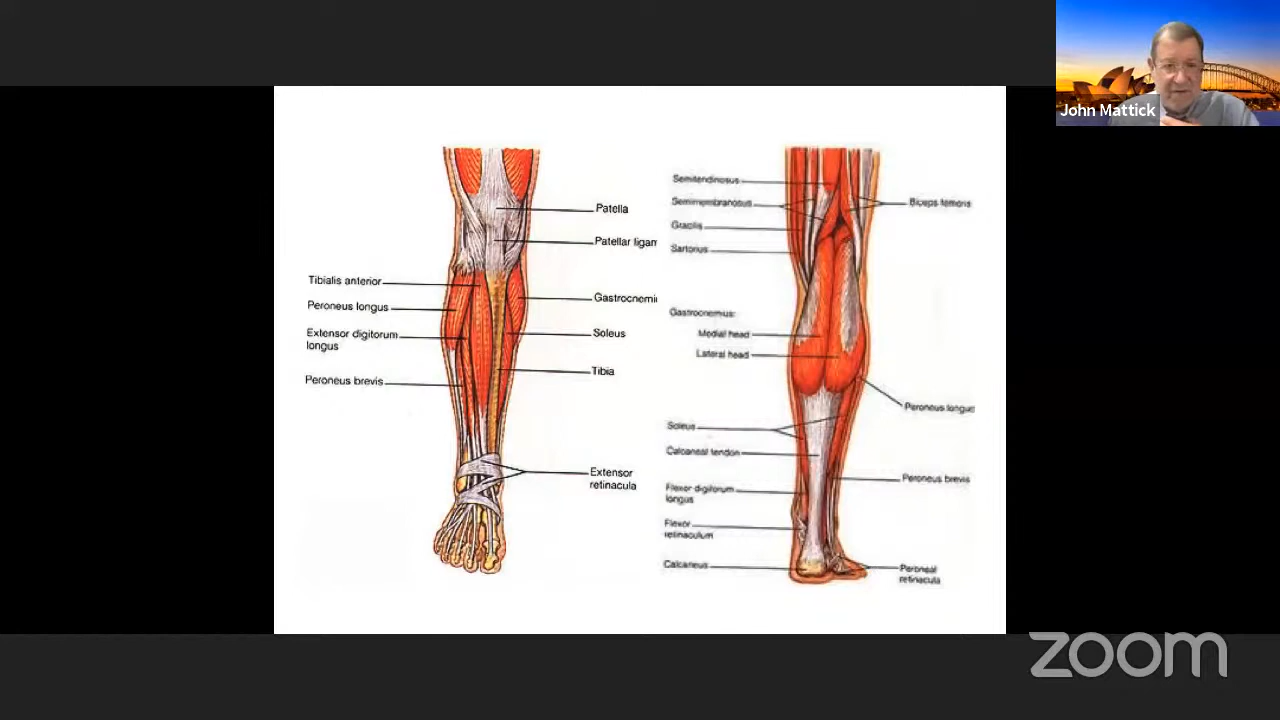 John Mattick
Patella
Patellar ligam
Tibialis anterior
Peroneus longus
Extensor digitorum
longus
Peroneus brevis
Gastrocnemi
Soleus
Tibia
Extensor
retinacula
Semitendinosus
Semimembranosus
Gracilis
Sartorius
Biceps femoris
Gastrocnemius:
Medial head
Lateral head
Peroneus longus
Soleus
Calcaneal tendon
Flexor digitorum
longus
Peroneus brevis
Flexor
retinaculum
Calcaneus
Peroneal
retinacula
zoom